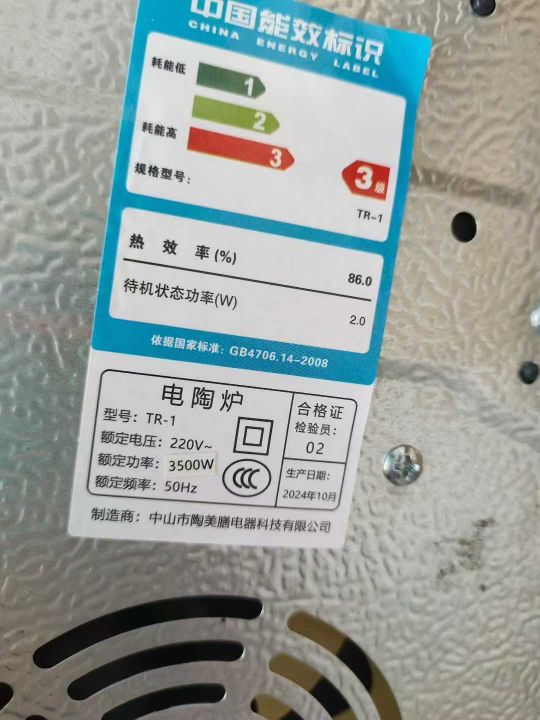 中国能效标识
CHINA ENERGY LABEL
耗能低
1
2
耗能高
3
3级
规格型号：
TR-1
热效率(%)
86.0
待机状态功率(W)
2.0
依据国家标准：GB4706.14-2008
电陶炉
型号：TR-1
额定电压：220V~
额定功率：3500W
额定频率：50Hz
CCC
合格证
检验员：
02
生产日期：
2024年10月
制造商：中山市陶美膳电器科技有限公司